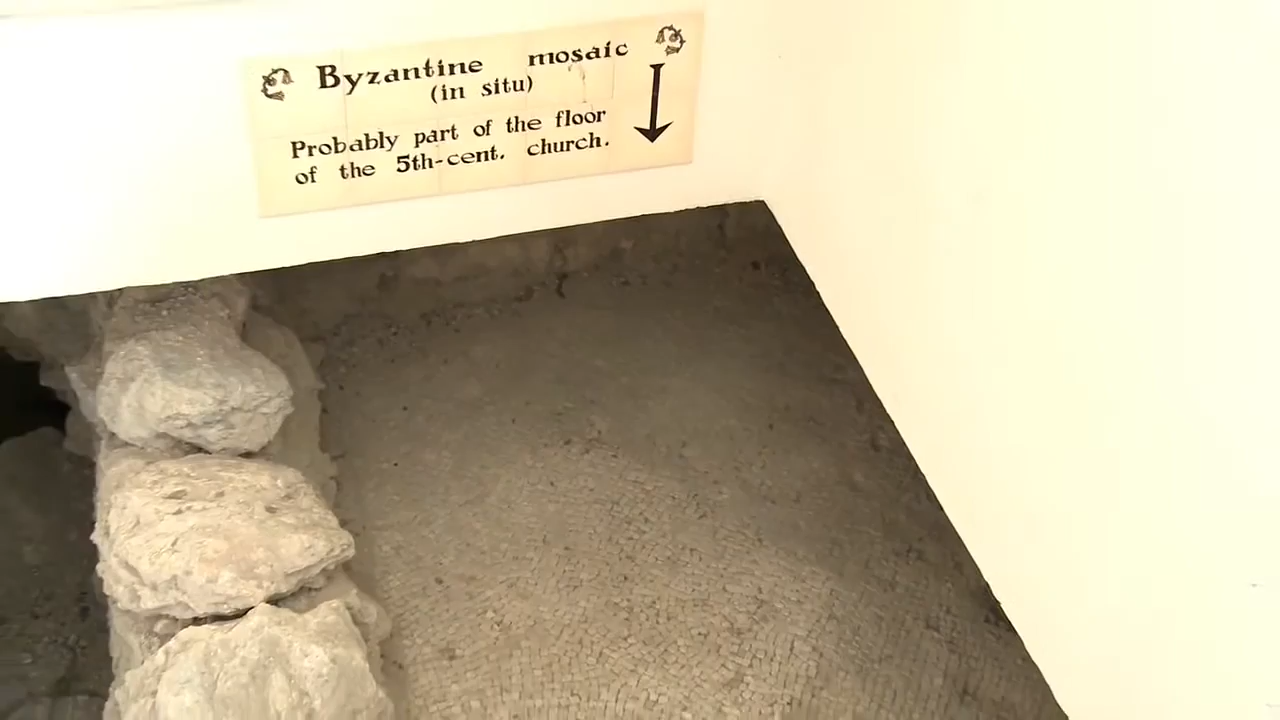 Byzantine mosaic
(in situ)
Probably part of the floor
of the 5th-cent. church.